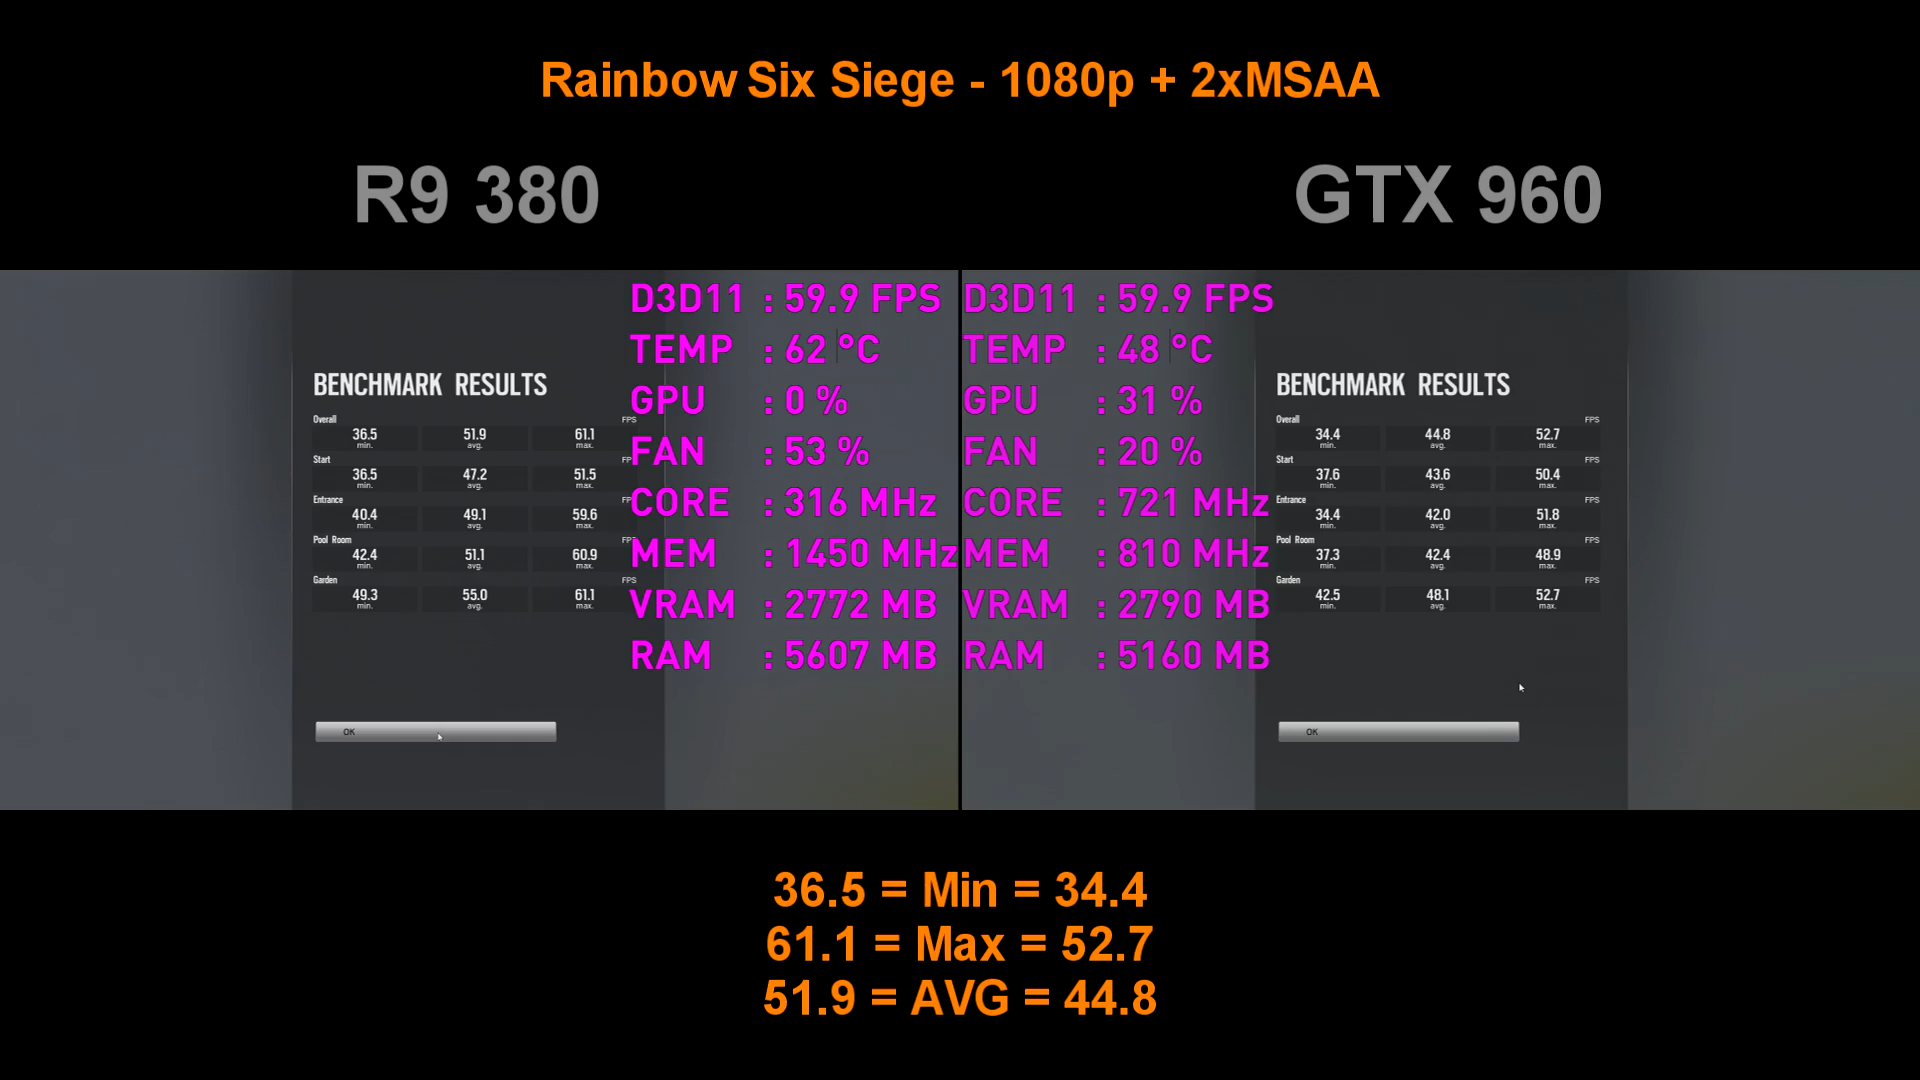 Rainbow Six Siege - 1080p + 2xMSAA
R9 380
GTX 960
D3D11 : 59.9 FPS
TEMP : 62 °C
GPU : 0 %
FAN : 53 %
CORE : 316 MHz
MEM : 1450 MHz
VRAM : 2772 MB
RAM : 5607 MB
BENCHMARK RESULTS
Overall FPS
36.5 51.9 61.1
min. avg. max.
Start FP
36.5 47.2 51.5
min. avg. max.
Entrance FP
40.4 49.1 59.6
min. avg. max.
Pool Room FP
42.4 51.1 60.9
min. avg. max.
Garden FPS
49.3 55.0 61.1
min. avg. max.
OK
D3D11 : 59.9 FPS
TEMP : 48 °C
GPU : 31 %
FAN : 20 %
CORE : 721 MHz
MEM : 810 MHz
VRAM : 2790 MB
RAM : 5160 MB
BENCHMARK RESULTS
Overall FPS
34.4 44.8 52.7
min. avg. max.
Start FPS
37.6 43.6 50.4
min. avg. max.
Entrance FPS
34.4 42.0 51.8
min. avg. max.
Pool Room FPS
37.3 42.4 48.9
min. avg. max.
Garden FPS
42.5 48.1 52.7
min. avg. max.
OK
36.5 = Min = 34.4
61.1 = Max = 52.7
51.9 = AVG = 44.8